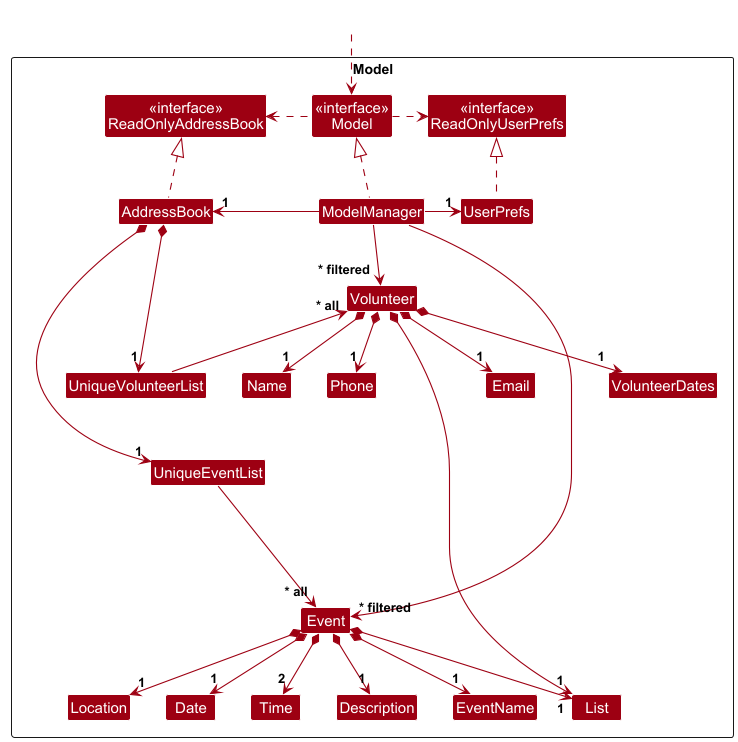 Model
«interface»
ReadOnlyAddressBook
«interface»
Model
«interface»
ReadOnlyUserPrefs
AddressBook
1
ModelManager
1
UserPrefs
* filtered
Volunteer
* all
1
1
1
1
1
UniqueVolunteerList
Name
Phone
Email
VolunteerDates
1
UniqueEventList
* all
* filtered
Event
1
1
2
1
1
1
1
Location
Date
Time
Description
EventName
List